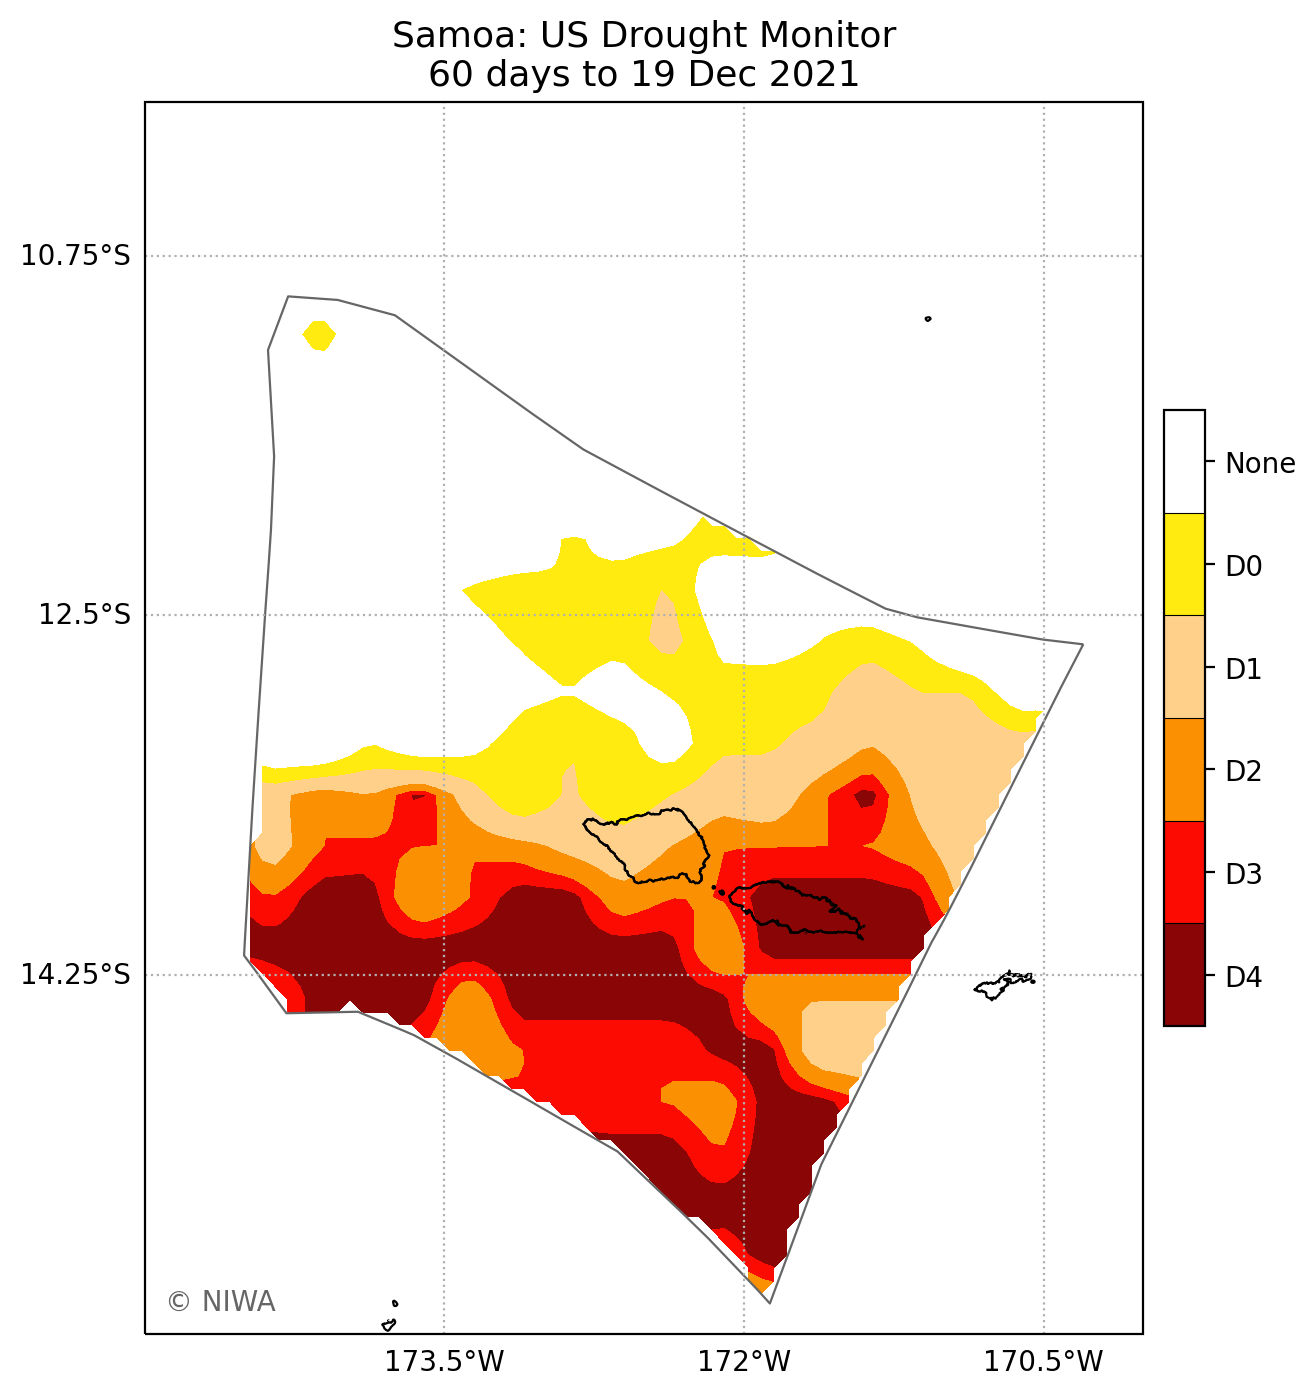 Samoa: US Drought Monitor
60 days to 19 Dec 2021
10.75°S
12.5°S
14.25°S
None
D0
D1
D2
D3
D4
© NIWA
173.5°W
172°W
170.5°W